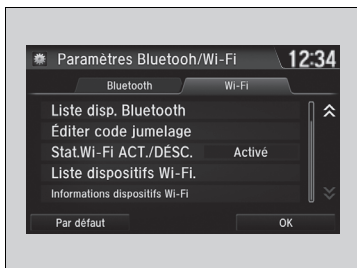 Paramètres Bluetooh/Wi-Fi 12:34
Bluetooth Wi-Fi
Liste disp. Bluetooth
Éditer code jumelage
Stat.Wi-Fi ACT./DÉSC. Activé
Liste dispositifs Wi-Fi.
Informations dispositifs Wi-Fi
Par défaut OK